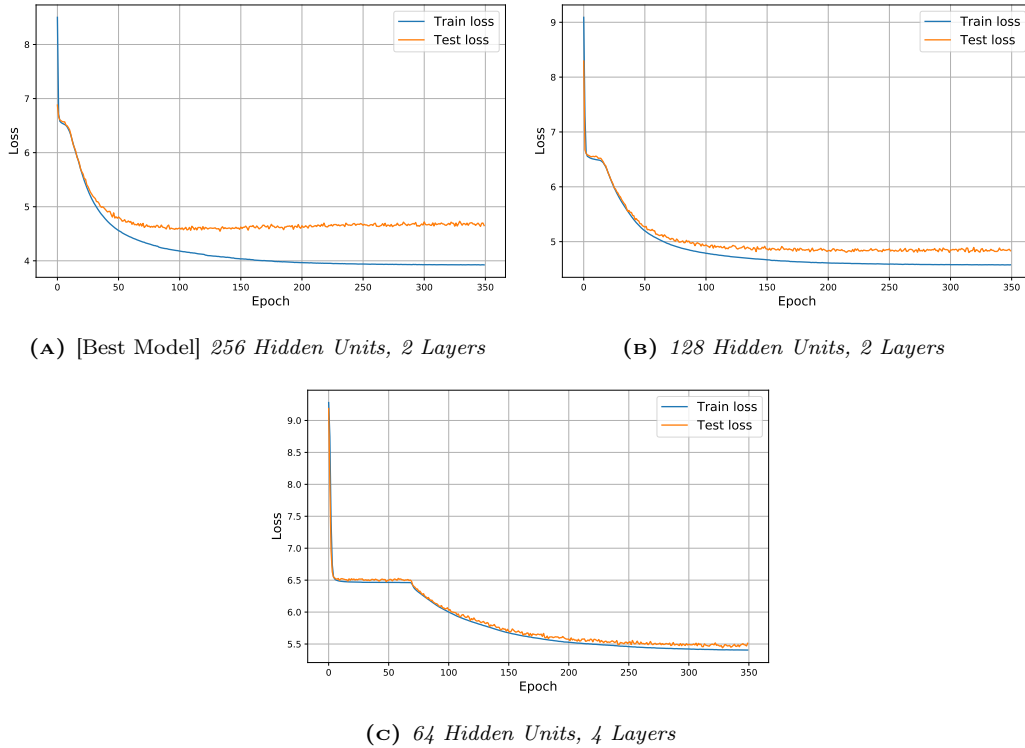 Train loss
Test loss
8
7
6
5
4
Loss
0 50 100 150 200 250 300 350
Epoch
(A) [Best Model] 256 Hidden Units, 2 Layers
Train loss
Test loss
9
8
7
6
5
Loss
0 50 100 150 200 250 300 350
Epoch
(B) 128 Hidden Units, 2 Layers
Train loss
Test loss
9.0
8.5
8.0
7.5
7.0
6.5
6.0
5.5
Loss
0 50 100 150 200 250 300 350
Epoch
(C) 64 Hidden Units, 4 Layers